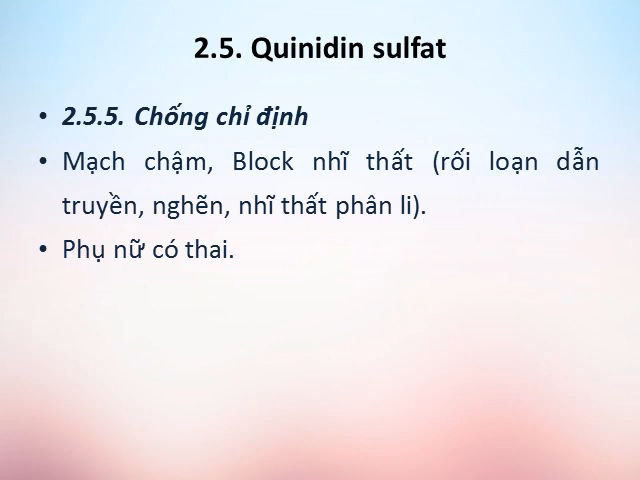 2.5. Quinidin sulfat
• 2.5.5. Chống chỉ định
• Mạch chậm, Block nhĩ thất (rối loạn dẫn
truyền, nghẽn, nhĩ thất phân li).
• Phụ nữ có thai.